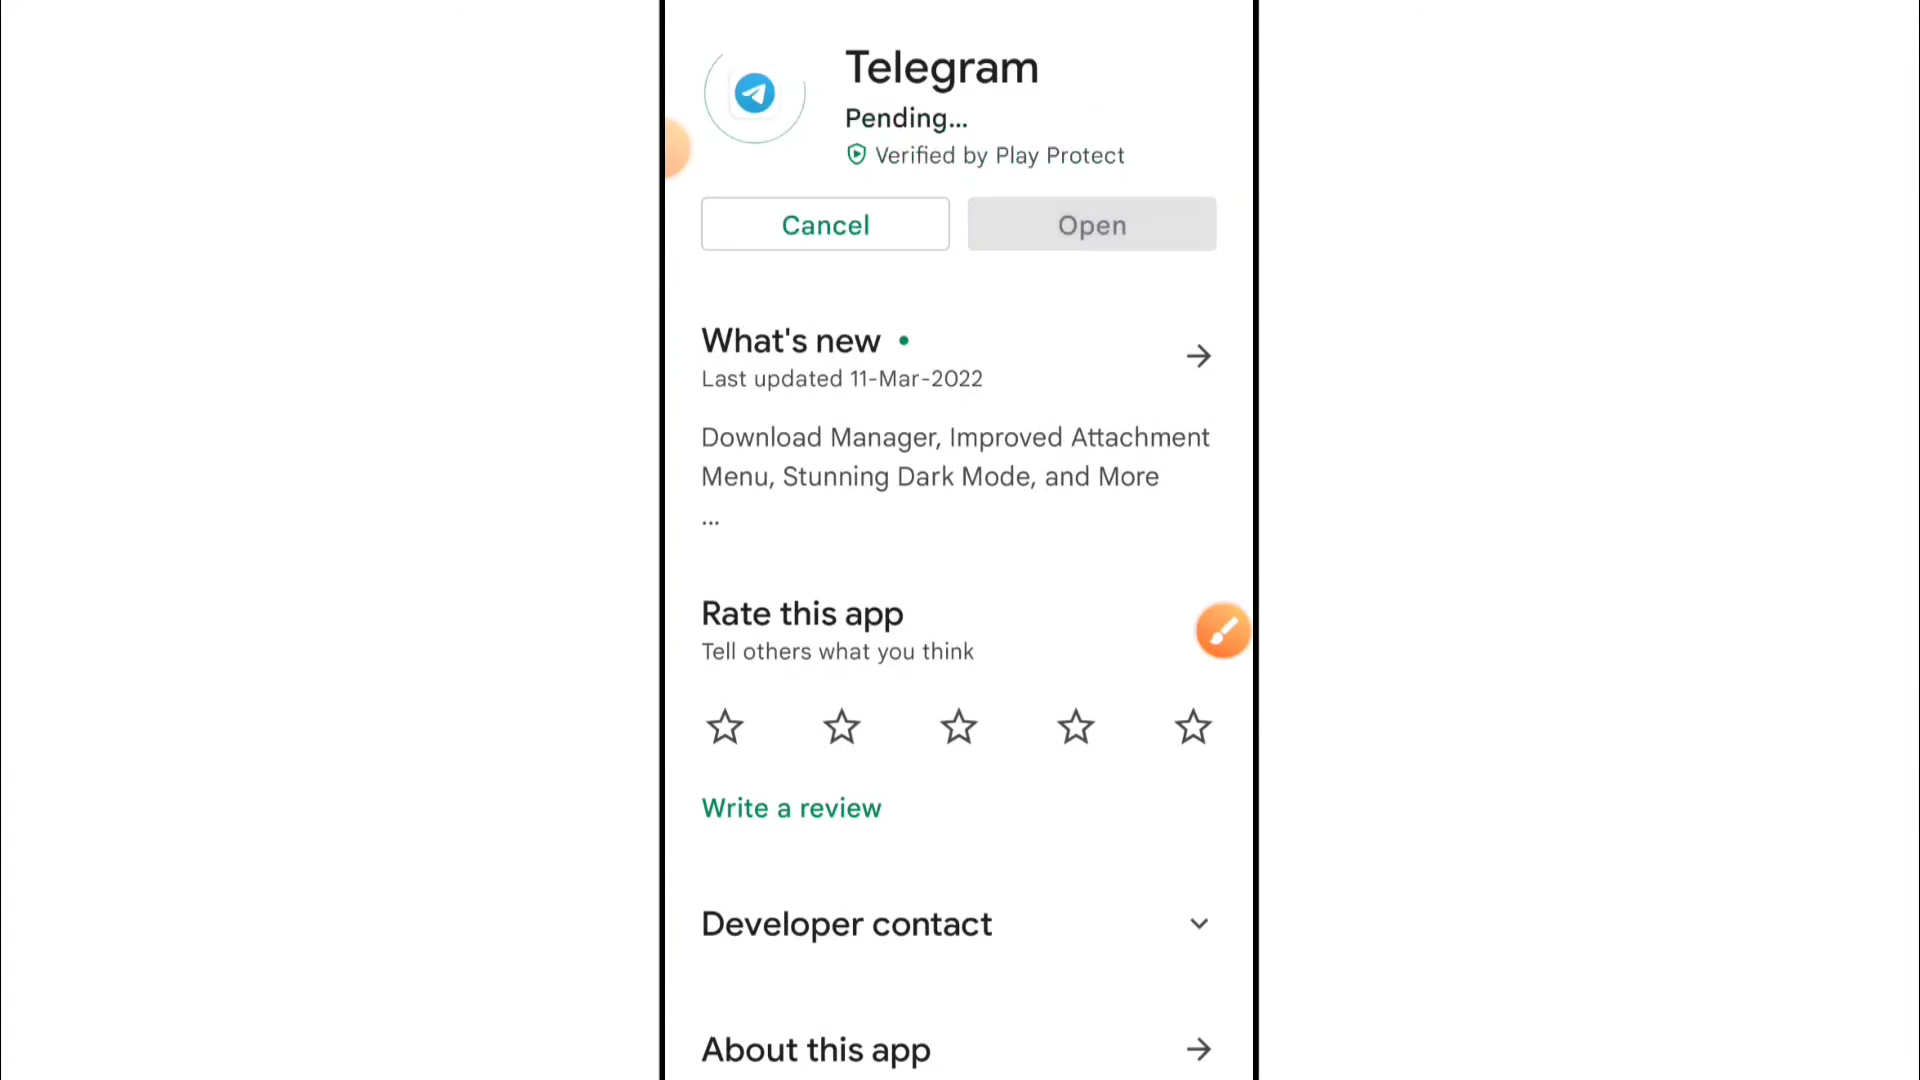 Telegram
Pending...
Verified by Play Protect
Cancel
Open
What's new
Last updated 11-Mar-2022
Download Manager, Improved Attachment
Menu, Stunning Dark Mode, and More
...
Rate this app
Tell others what you think
Write a review
Developer contact
About this app